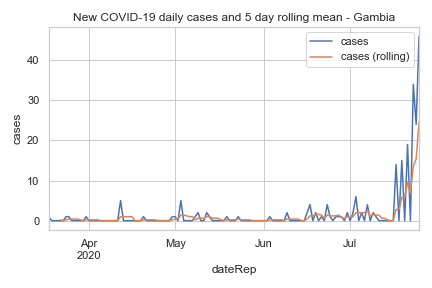 New COVID-19 daily cases and 5 day rolling mean - Gambia
cases
cases (rolling)
40
30
20
10
0
cases
Apr
May
Jun
Jul
2020
dateRep